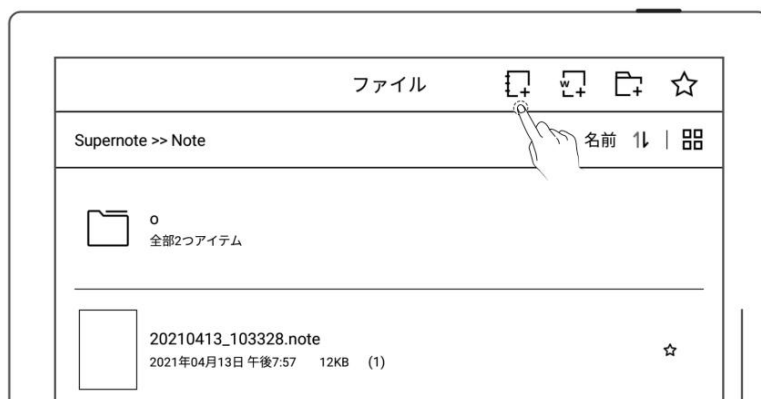 ファイル
W
Supernote >> Note
名前
o
全部2つアイテム
20210413_103328.note
2021年04月13日 午後7:57 12KB (1)